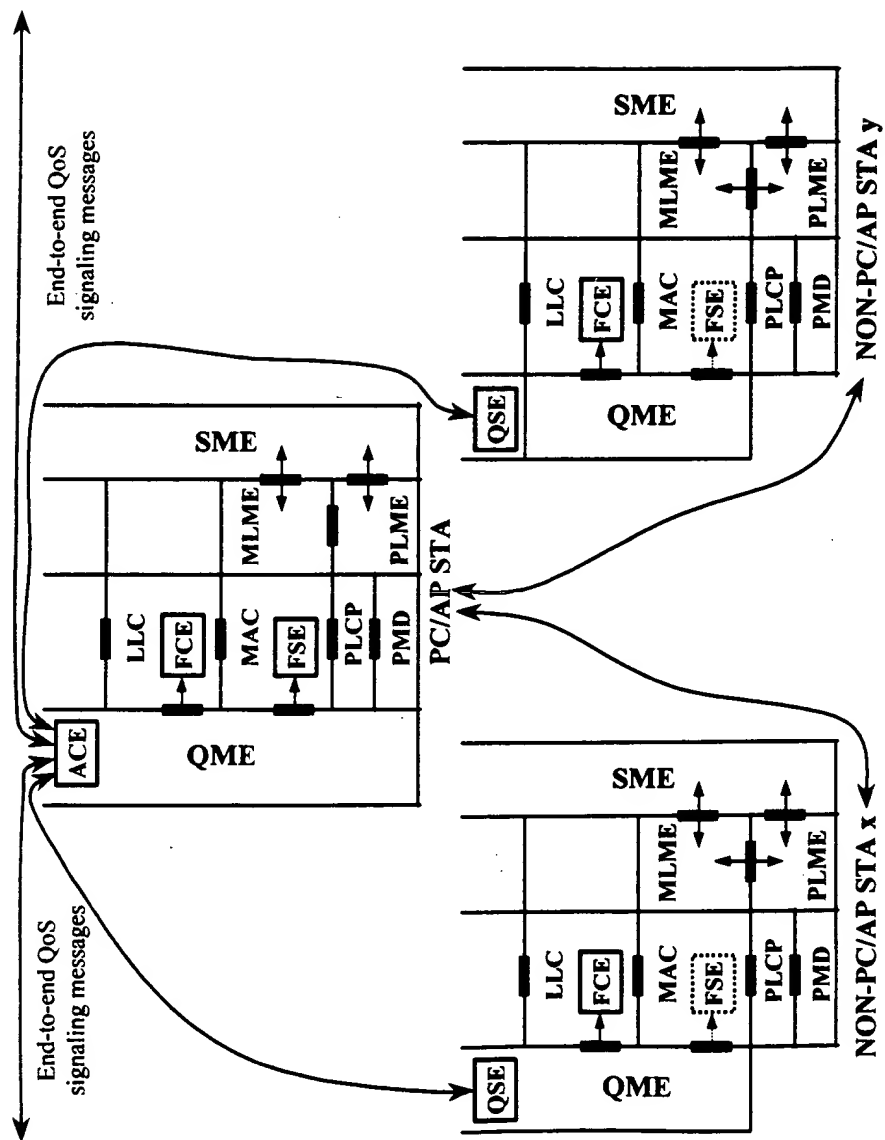 End-to-end QoS
signaling messages
End-to-end QoS
signaling messages
ACE
QME
SME
LLC
FCE
MAC
FSE
MLME
PLCP
PMD
PLME
PC/AP STA
QSE
QME
SME
LLC
FCE
MAC
FSE
MLME
PLCP
PMD
PLME
NON-PC/AP STA x
QSE
QME
SME
LLC
FCE
MAC
FSE
MLME
PLCP
PMD
PLME
NON-PC/AP STA y